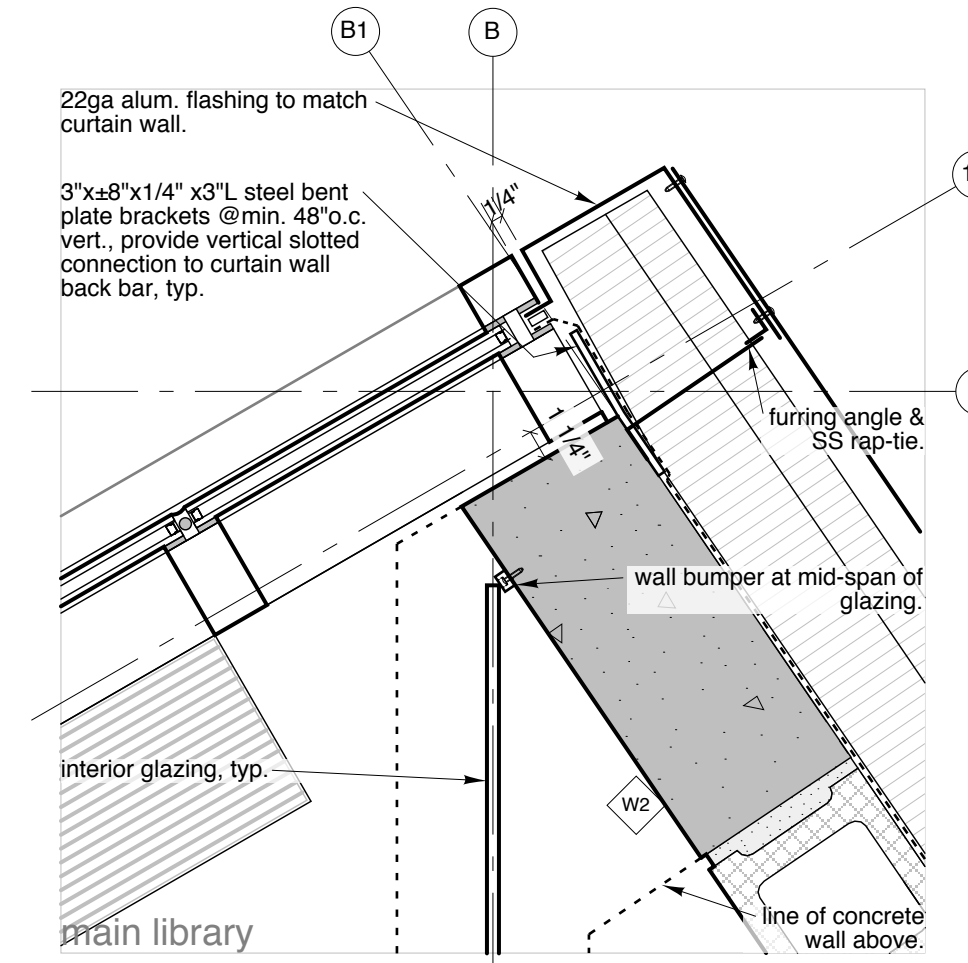 B1
B
22ga alum. flashing to match
curtain wall.
3"x±8"x1/4" x3"L steel bent
plate brackets @min. 48"o.c.
vert., provide vertical slotted
connection to curtain wall
back bar, typ.
1/4"
1
1 1/4"
furring angle &
SS rap-tie.
wall bumper at mid-span of
glazing.
interior glazing, typ.
W2
main library
line of concrete
wall above.